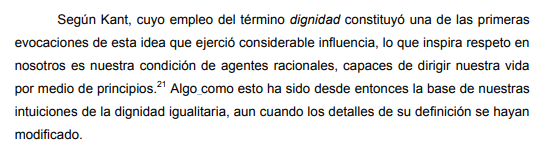 Según Kant, cuyo empleo del término dignidad constituyó una de las primeras
evocaciones de esta idea que ejerció considerable influencia, lo que inspira respeto en
nosotros es nuestra condición de agentes racionales, capaces de dirigir nuestra vida
por medio de principios.21 Algo como esto ha sido desde entonces la base de nuestras
intuiciones de la dignidad igualitaria, aun cuando los detalles de su definición se hayan
modificado.